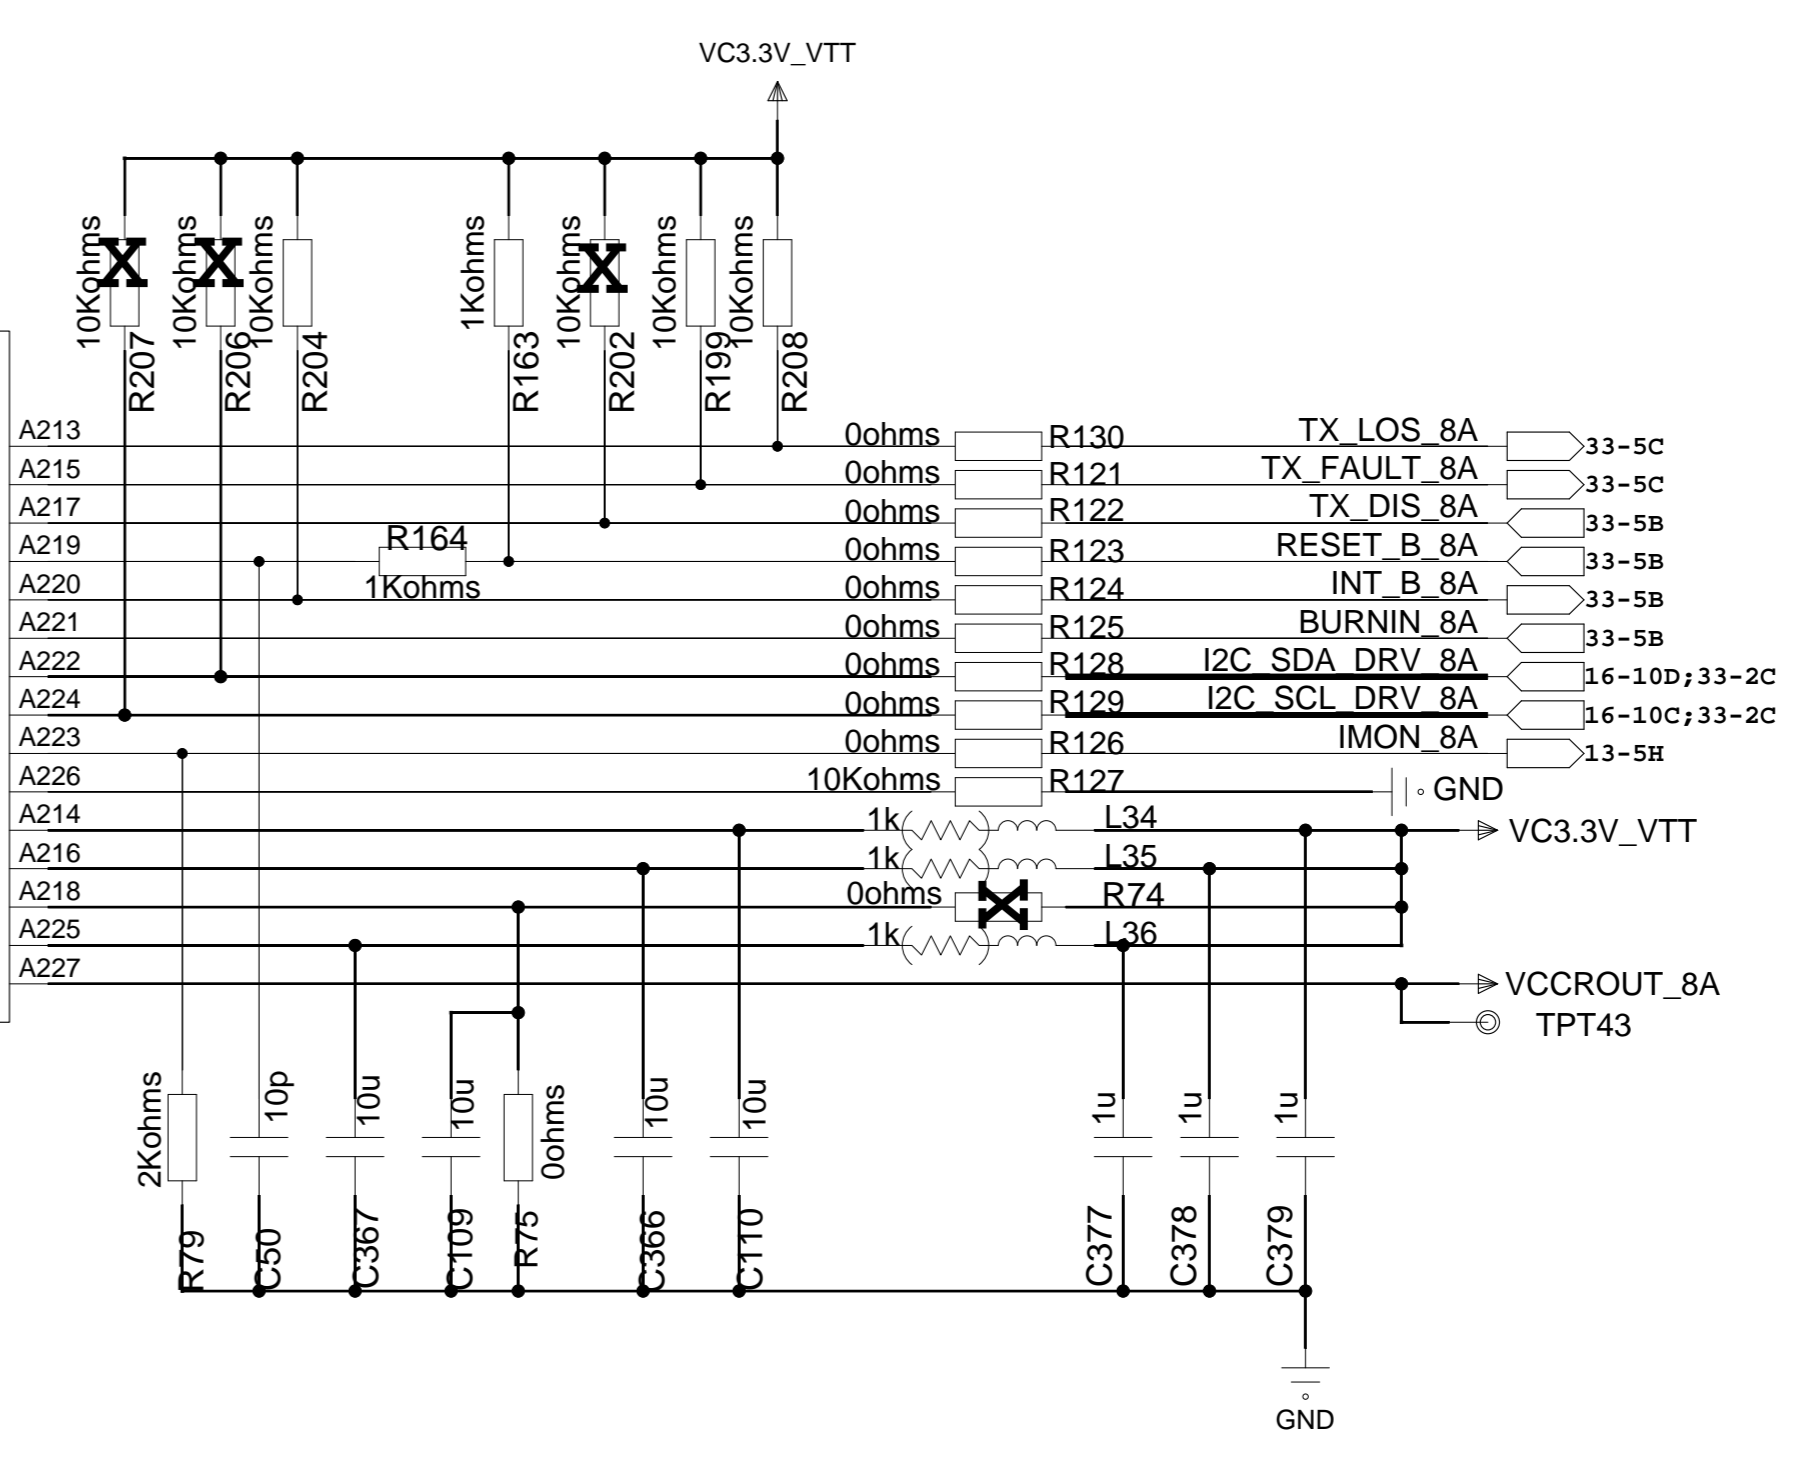 VC3.3V_VTT
10Kohms
10Kohms
10Kohms
1Kohms
10Kohms
10Kohms
10Kohms
R207
R206
R204
R163
R202
R199
R208
A213 0ohms R130 TX_LOS_8A 33-5C
A215 0ohms R121 TX_FAULT_8A 33-5C
A217 0ohms R122 TX_DIS_8A 33-5B
A219 R164 1Kohms 0ohms R123 RESET_B_8A 33-5B
A220 0ohms R124 INT_B_8A 33-5B
A221 0ohms R125 BURNIN_8A 33-5B
A222 0ohms R128 I2C_SDA_DRV_8A 16-10D;33-2C
A224 0ohms R129 I2C_SCL_DRV_8A 16-10C;33-2C
A223 0ohms R126 IMON_8A 13-5H
A226 10Kohms R127 GND
A214 1k L34 VC3.3V_VTT
A216 1k L35
A218 0ohms R74
A225 1k L36
A227 VCCROUT_8A
TPT43
2Kohms
10p
10u
10u
0ohms
10u
10u
1u
1u
1u
R79
C50
C367
C109
R75
C366
C110
C377
C378
C379
GND